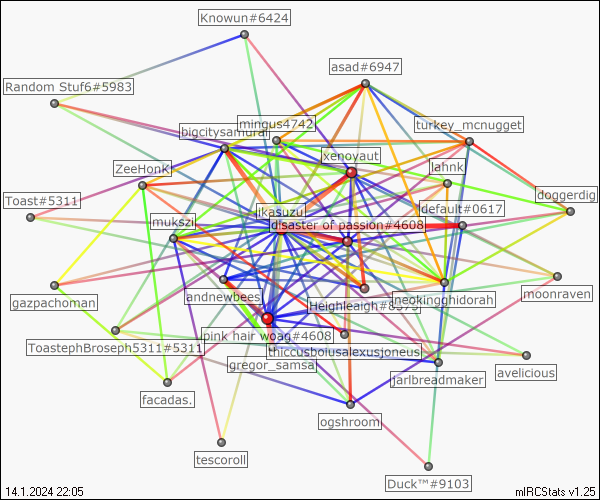 Knowun#6424
asad#6947
Random Stuf6#5983
mingus4742
turkey_mcnugget
bigcitysamurai
xenoyaut
lahnk
ZeeHonK
doggerdig
Toast#5311
ikasuzu
default#0617
mukszi
disaster of passion#4608
moonraven
gazpachoman
andnewbees
Heighleigh#8375
neokingghidorah
pink hair woag#4608
ToastephBroseph5311#5311
thiccusboiusalexusjoneus
avelicious
gregor_samsa
jarlbreadmaker
facadas.
ogshroom
tescoroll
Duck™#9103
14.1.2024 22:05
mIRCStats v1.25